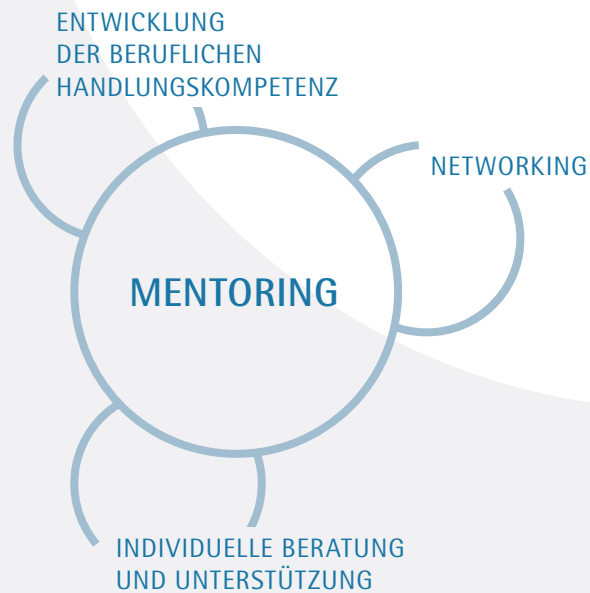 ENTWICKLUNG
DER BERUFLICHEN
HANDLUNGSKOMPETENZ
NETWORKING
MENTORING
INDIVIDUELLE BERATUNG
UND UNTERSTÜTZUNG